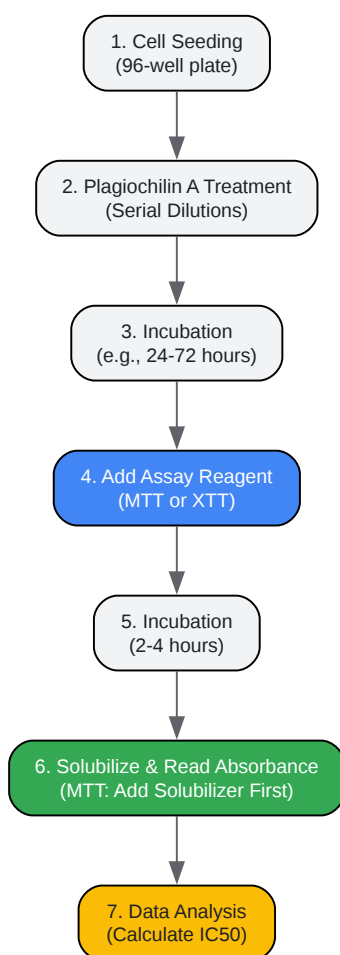 1. Cell Seeding
(96-well plate)
2. Plagiochilin A Treatment
(Serial Dilutions)
3. Incubation
(e.g., 24-72 hours)
4. Add Assay Reagent
(MTT or XTT)
5. Incubation
(2-4 hours)
6. Solubilize & Read Absorbance
(MTT: Add Solubilizer First)
7. Data Analysis
(Calculate IC50)